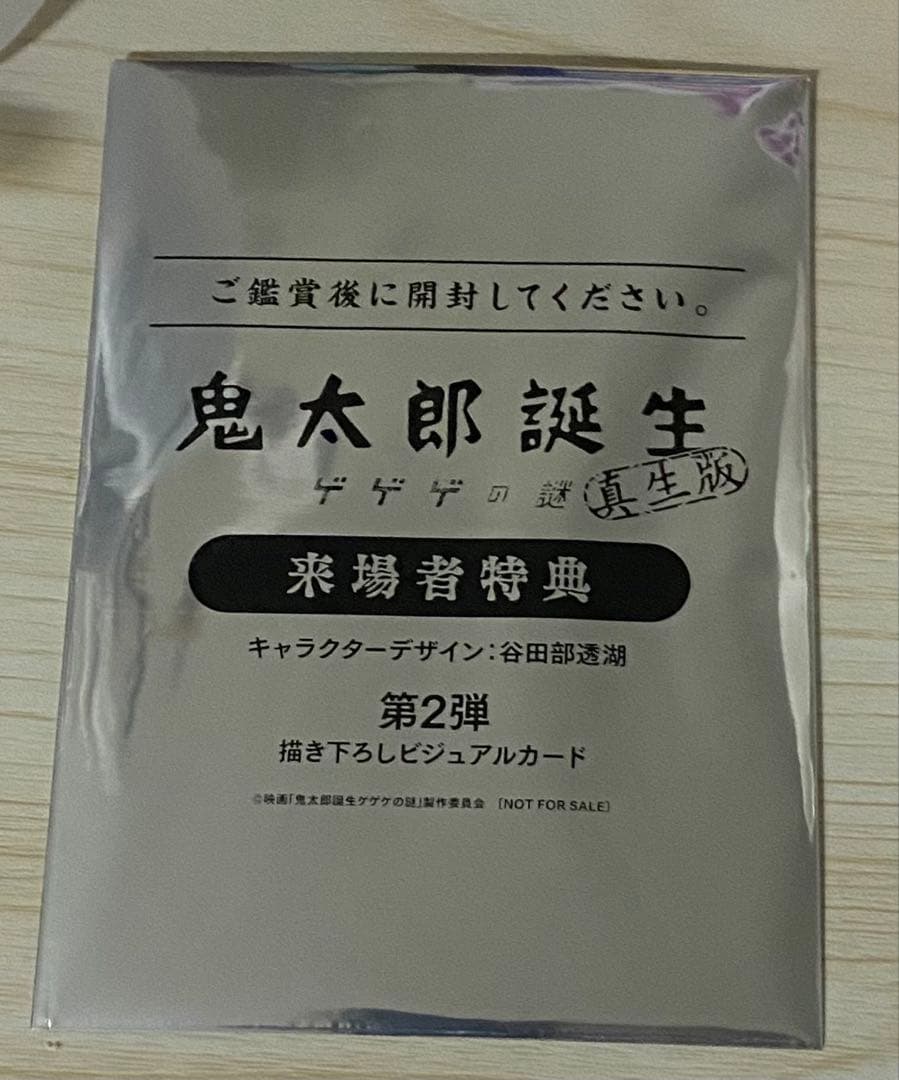 ご鑑賞後に開封してください。
鬼太郎誕生
ゲゲゲの謎 真生版
来場者特典
キャラクターデザイン：谷田部透湖
第2弾
描き下ろしビジュアルカード
©映画「鬼太郎誕生ゲゲゲの謎」製作委員会 〔NOT FOR SALE〕